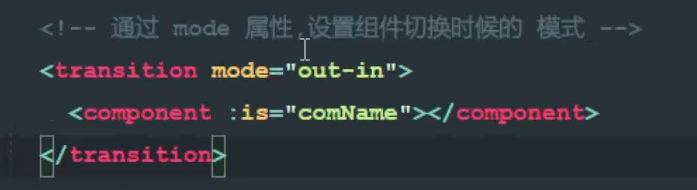 <!-- 通过 mode 属性,设置组件切换时候的 模式 -->
<transition mode="out-in">
<component :is="comName"></component>
</transition>